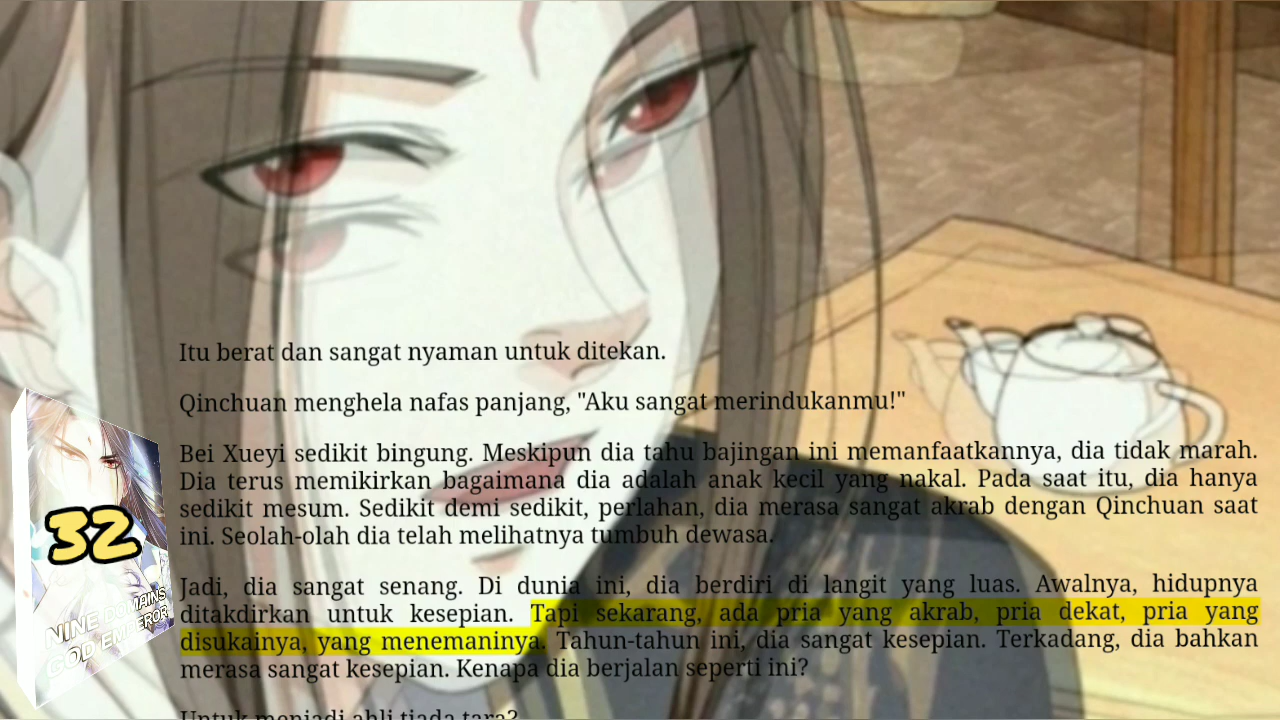 Itu berat dan sangat nyaman untuk ditekan.
Qinchuan menghela nafas panjang, "Aku sangat merindukanmu!"
Bei Xueyi sedikit bingung. Meskipun dia tahu bajingan ini memanfaatkannya, dia tidak marah.
Dia terus memikirkan bagaimana dia adalah anak kecil yang nakal. Pada saat itu, dia hanya
sedikit mesum. Sedikit demi sedikit, perlahan, dia merasa sangat akrab dengan Qinchuan saat
ini. Seolah-olah dia telah melihatnya tumbuh dewasa.
Jadi, dia sangat senang. Di dunia ini, dia berdiri di langit yang luas. Awalnya, hidupnya
ditakdirkan untuk kesepian. Tapi sekarang, ada pria yang akrab, pria dekat, pria yang
disukainya, yang menemaninya. Tahun-tahun ini, dia sangat kesepian. Terkadang, dia bahkan
merasa sangat kesepian. Kenapa dia berjalan seperti ini?
Untuk menjadi ahli tiada tara?
32
NINE DOMAINS
GOD EMPEROR